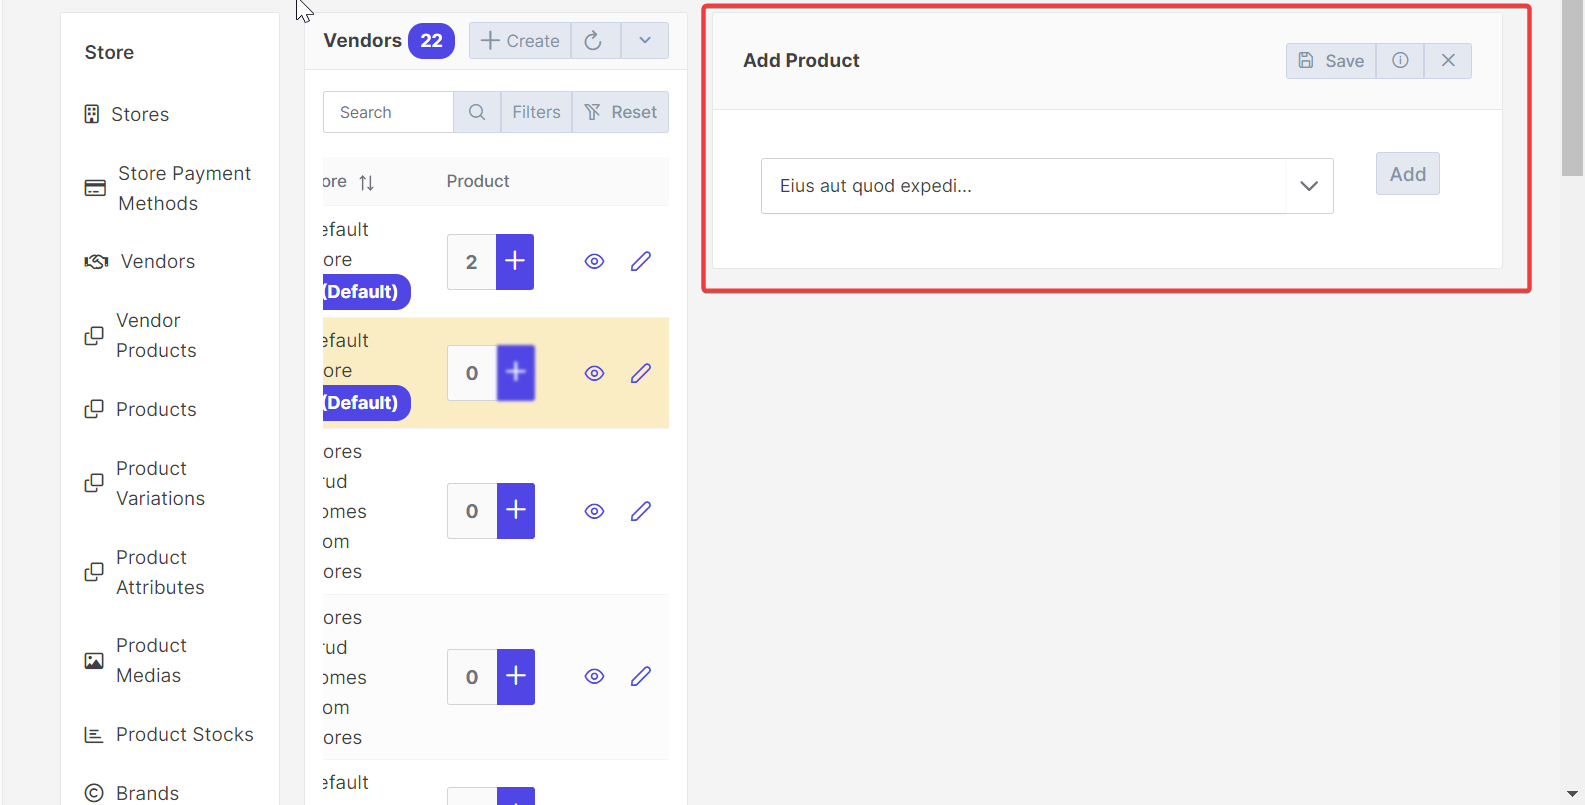 Store
Stores
Store Payment
Methods
Vendors
Vendor
Products
Products
Product
Variations
Product
Attributes
Product
Medias
Product Stocks
Brands
Vendors 22 Create
Search Filters Reset
ore Product
efault
ore
(Default)
2
efault
ore
(Default)
0
ores
rud
omes
om
ores
0
ores
rud
omes
om
ores
0
efault
Add Product Save
Eius aut quod expedi... Add